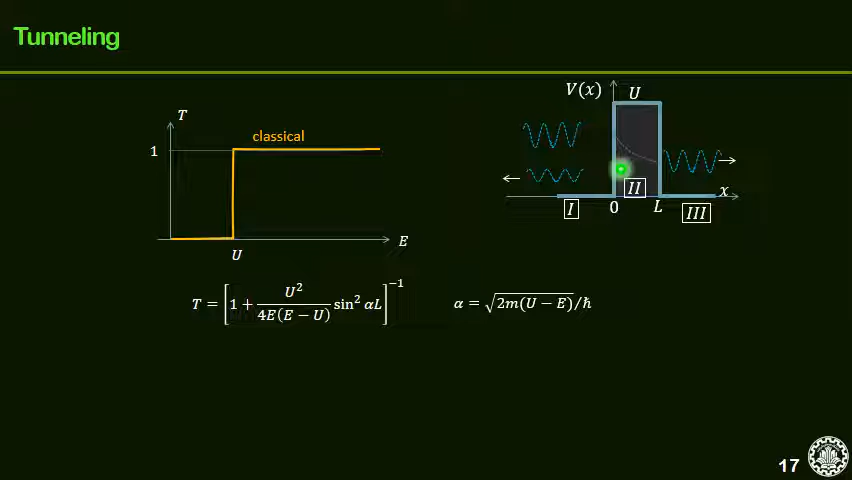 Tunneling
T
classical
1
U
E
V(x)
U
x
I
0
II
L
III
T = [1 + U²/4E(E − U) sin² αL]⁻¹
α = √2m(U − E)/ħ
17